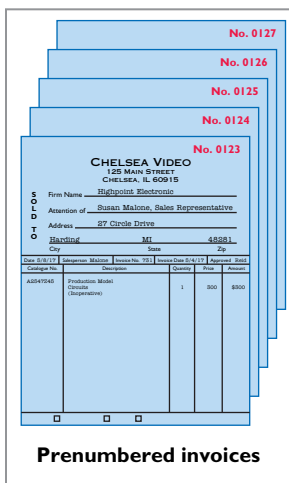 No. 0127
No. 0126
No. 0125
No. 0124
No. 0123
CHELSEA VIDEO
125 MAIN STREET
CHELSEA, IL 60915
SOLD TO
Firm Name Highpoint Electronic
Attention of Susan Malone, Sales Representative
Address 27 Circle Drive
Harding MI 48281
City State Zip
Date 5/8/17 Salesperson Malone Invoice No. 731 Invoice Date 5/4/17 Approved Reid
Catalogue No. Description Quantity Price Amount
A2547245 Production Model 1 300 $300
Circuits
(Inoperative)
Prenumbered invoices